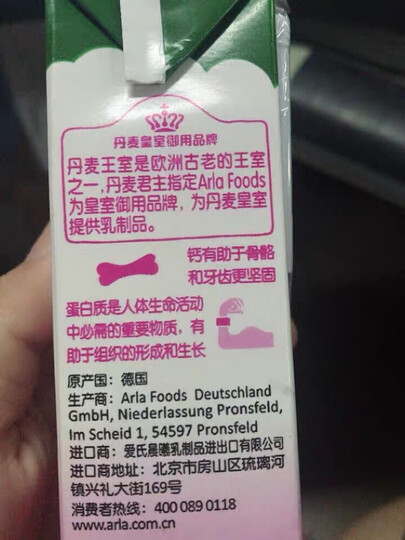 丹麦皇室御用品牌
丹麦王室是欧洲古老的王室
之一，丹麦君主指定Arla Foods
为皇室御用品牌，为丹麦皇室
提供乳制品。
钙有助于骨骼
和牙齿更坚固
蛋白质是人体生命活动
中必需的重要物质，有
助于组织的形成和生长
原产国：德国
生产商：Arla Foods Deutschland
GmbH, Niederlassung Pronsfeld,
Im Scheid 1, 54597 Pronsfeld
进口商：爱氏晨曦乳制品进出口有限公司
进口商地址：北京市房山区琉璃河
镇兴礼大街169号
消费者热线：400 089 0118
www.arla.com.cn